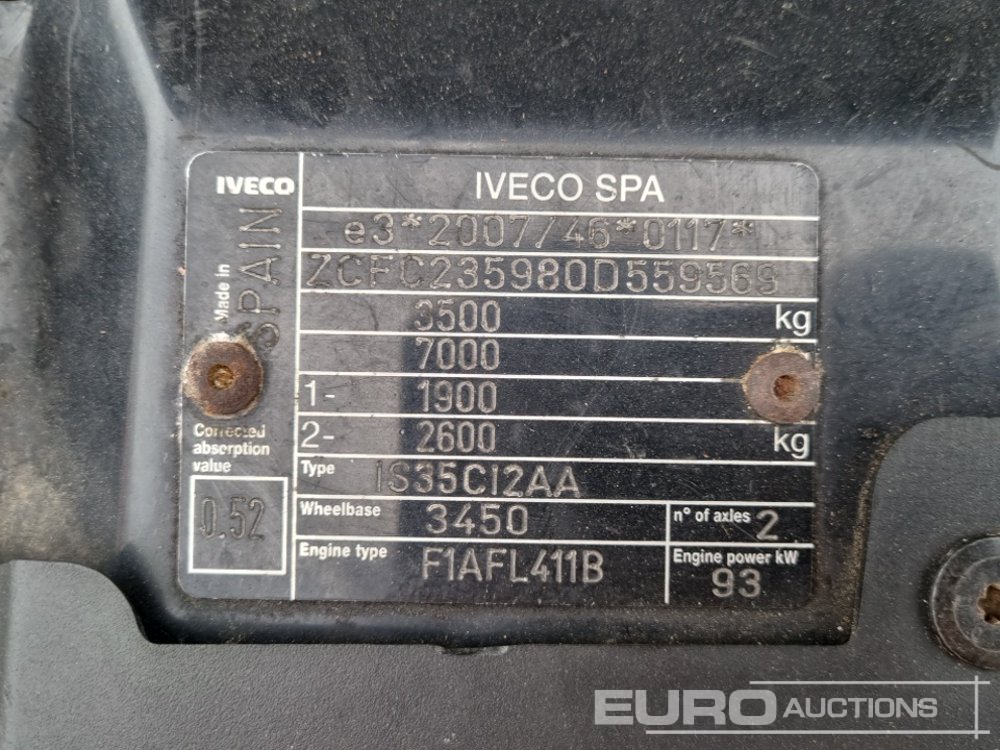 IVECO
IVECO SPA
Made in
SPAIN
e3*2007/46*0117*
ZCFC235980D559569
3500 kg
7000
1- 1900
2- 2600 kg
Corrected
absorption
value
0.52
Type IS35CI2AA
Wheelbase 3450 n° of axles 2
Engine type F1AFL411B Engine power kW
93
EURO AUCTIONS